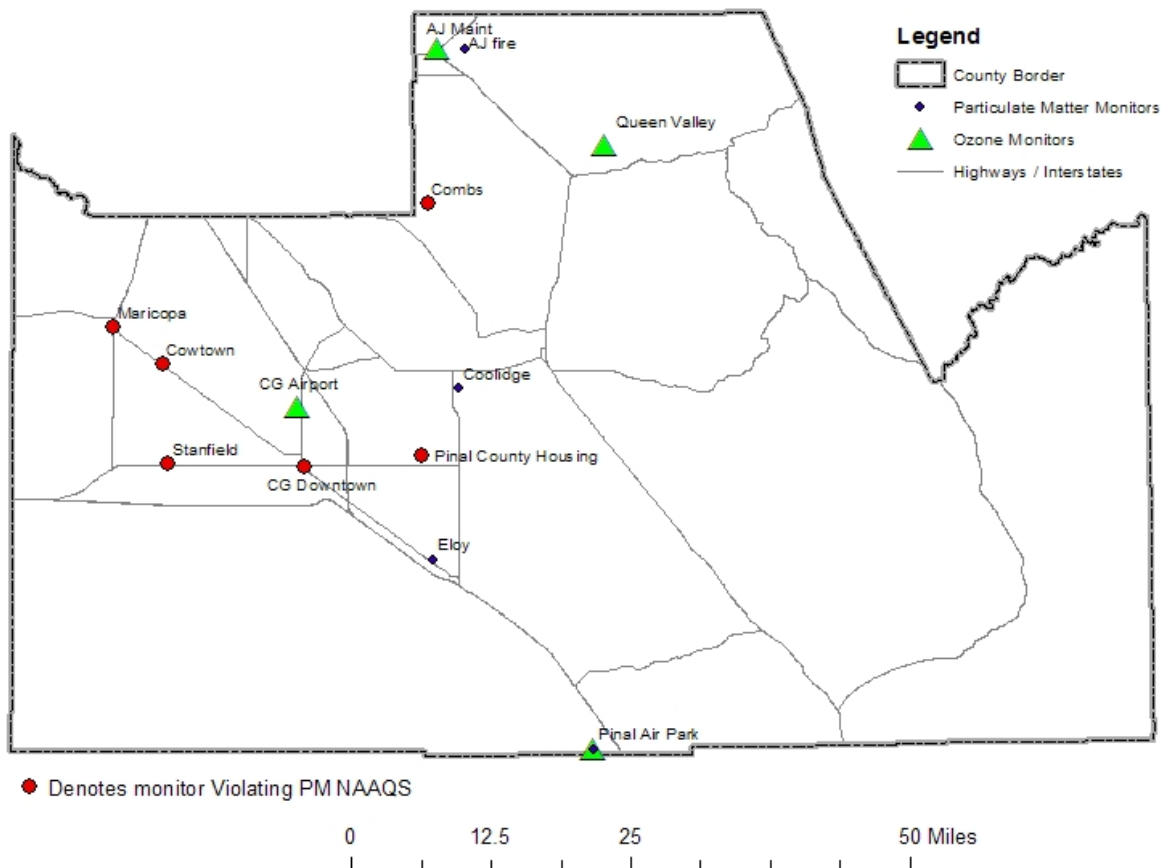 AJ Maint
AJ fire
Legend
County Border
Particulate Matter Monitors
Ozone Monitors
Highways / Interstates
Queen Valley
Combs
Maricopa
Cowtown
CG Airport
Coolidge
Stanfield
Pinal County Housing
CG Downtown
Eloy
Pinal Air Park
Denotes monitor Violating PM NAAQS
0 12.5 25 50 Miles